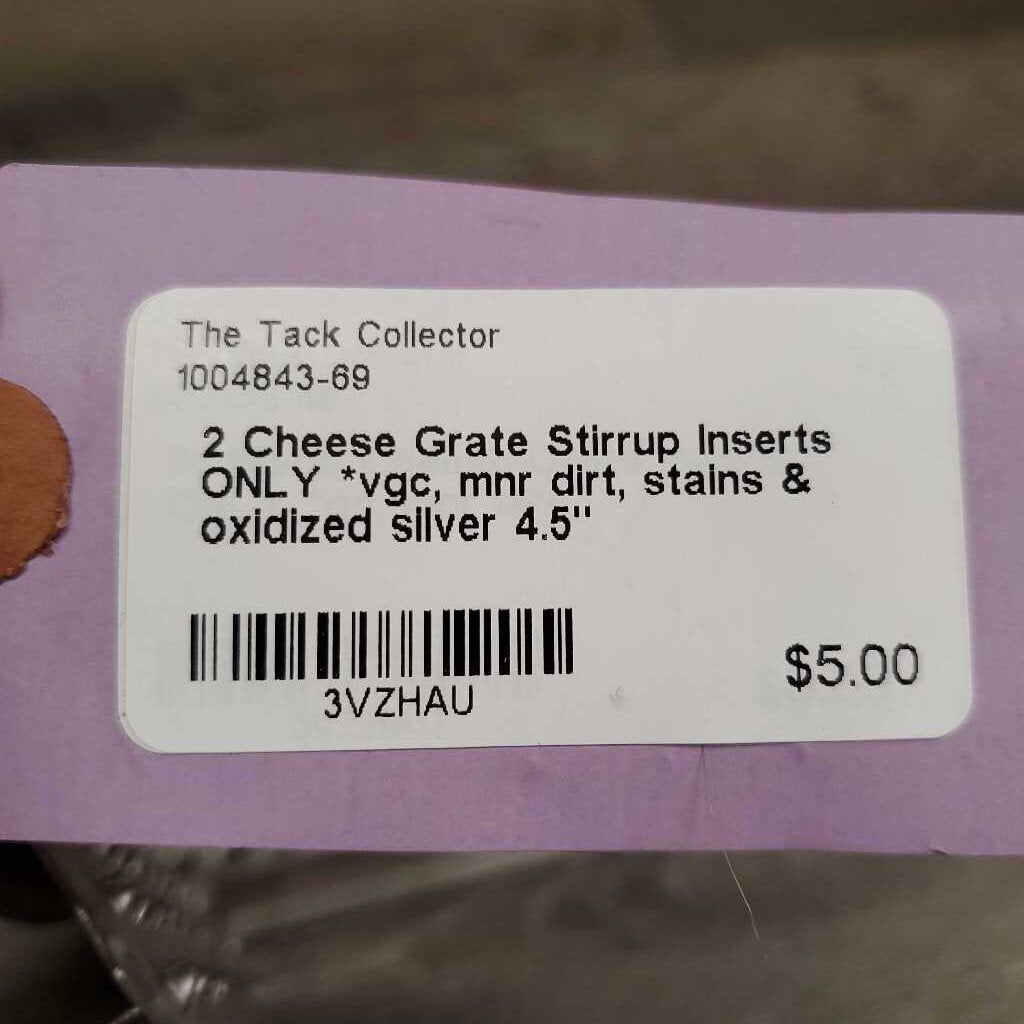 The Tack Collector
1004843-69
2 Cheese Grate Stirrup Inserts
ONLY *vgc, mnr dirt, stains &
oxidized silver 4.5"
3VZHAU
$5.00